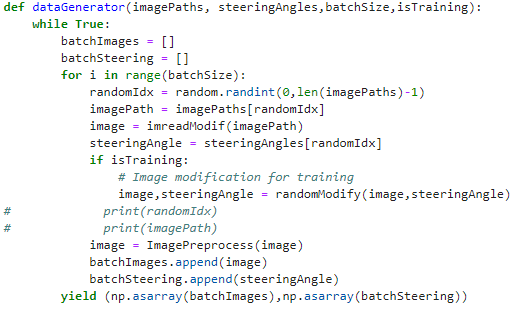 def dataGenerator(imagePaths, steeringAngles,batchSize,isTraining):
    while True:
        batchImages = []
        batchSteering = []
        for i in range(batchSize):
            randomIdx = random.randint(0,len(imagePaths)-1)
            imagePath = imagePaths[randomIdx]
            image = imreadModif(imagePath)
            steeringAngle = steeringAngles[randomIdx]
            if isTraining:
                # Image modification for training
                image,steeringAngle = randomModify(image,steeringAngle)
#             print(randomIdx)
#             print(imagePath)
            image = ImagePreprocess(image)
            batchImages.append(image)
            batchSteering.append(steeringAngle)
        yield (np.asarray(batchImages),np.asarray(batchSteering))